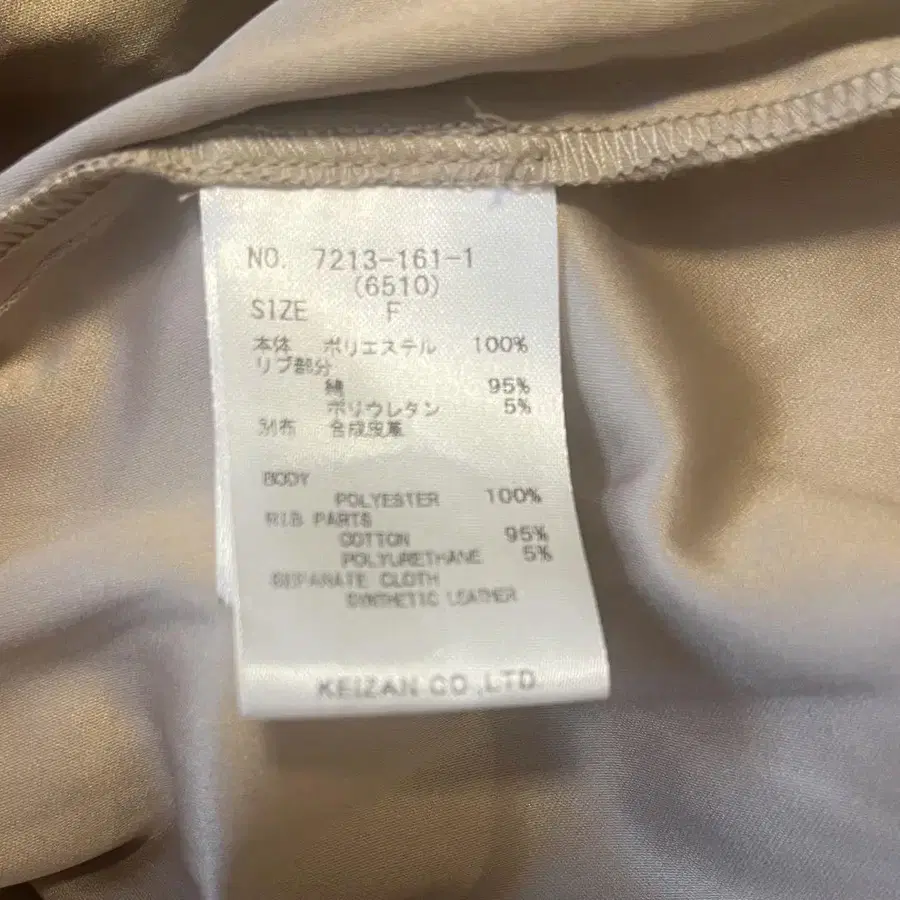 NO. 7213-161-1
(6510)
SIZE F
本体 ポリエステル 100%
リブ部分
綿 95%
ポリウレタン 5%
別布 合成皮革
BODY
POLYESTER 100%
RIB PARTS
COTTON 95%
POLYURETHANE 5%
SEPARATE CLOTH
SYNTHETIC LEATHER
KEIZAN CO.,LTD